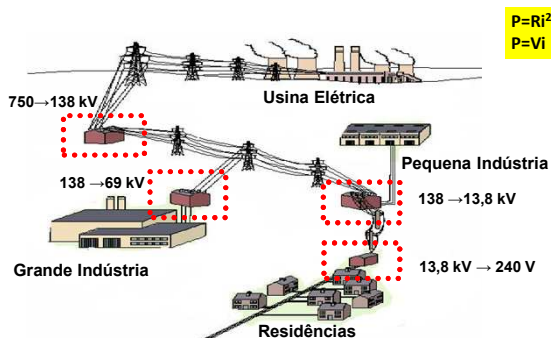 P=Ri²
P=Vi
Usina Elétrica
750→138 kV
Pequena Indústria
138 →69 kV
138 →13,8 kV
Grande Indústria
13,8 kV → 240 V
Residências